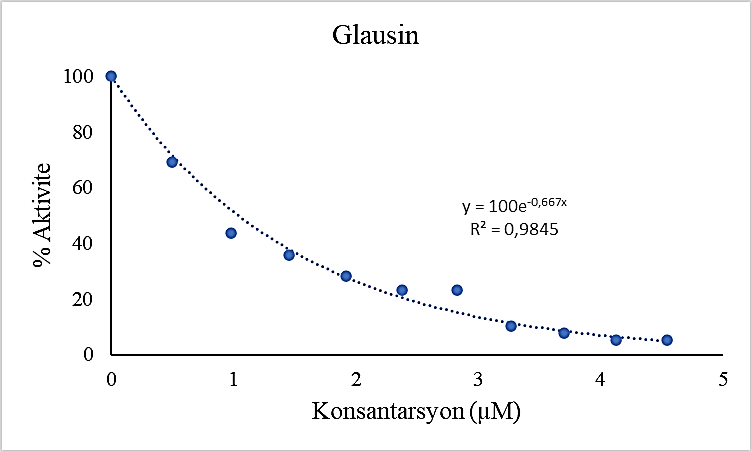 Glausin
% Aktivite
100
80
60
40
20
0
y = 100e^-0,667x
R² = 0,9845
0 1 2 3 4 5
Konsantarsyon (µM)